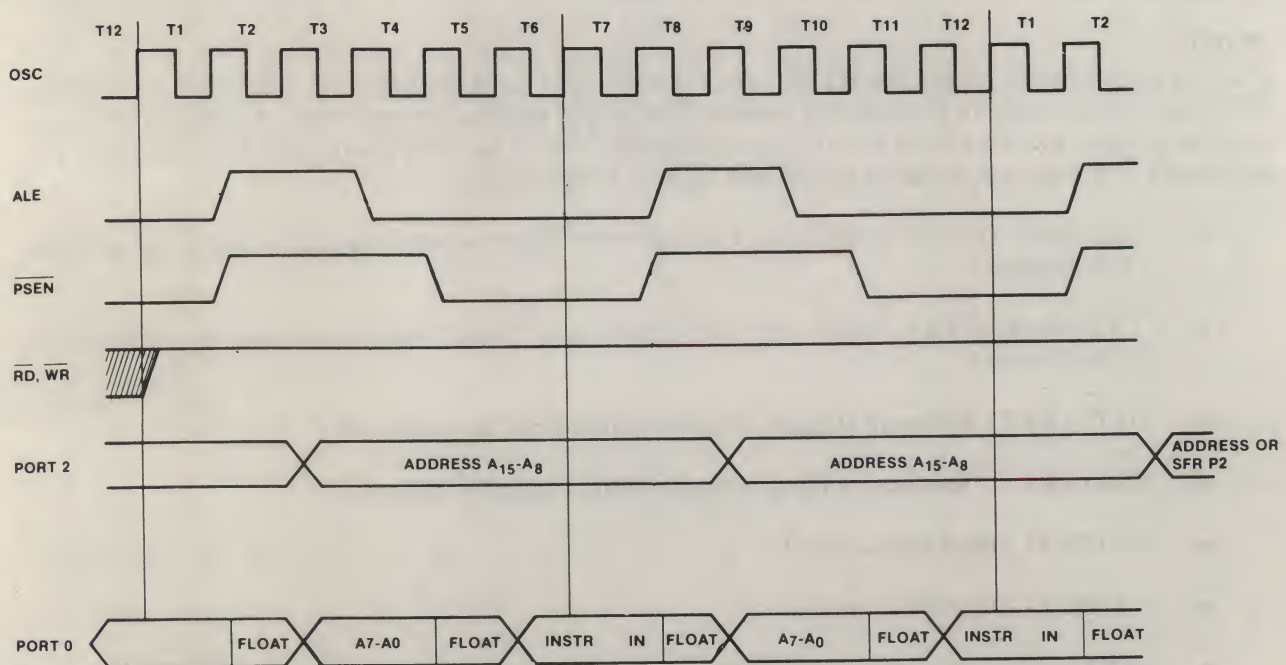 T12 T1 T2 T3 T4 T5 T6 T7 T8 T9 T10 T11 T12 T1 T2
OSC
ALE
PSEN
RD, WR
PORT 2 ADDRESS A15-A8 ADDRESS A15-A8 ADDRESS OR
SFR P2
PORT 0 FLOAT A7-A0 FLOAT INSTR IN FLOAT A7-A0 FLOAT INSTR IN FLOAT